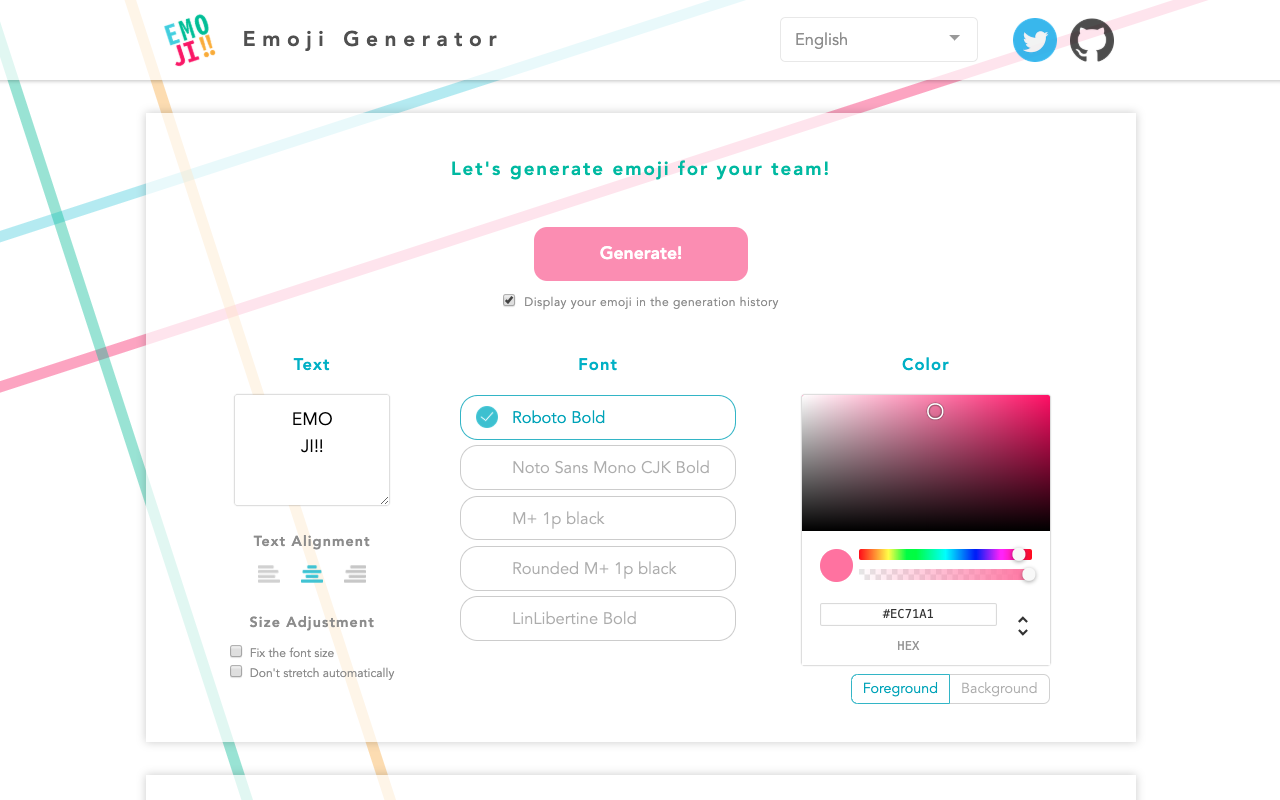 EMO
JI!!
Emoji Generator
English
Let's generate emoji for your team!
Generate!
Display your emoji in the generation history
Text
Font
Color
EMO
JI!!
Roboto Bold
Noto Sans Mono CJK Bold
M+ 1p black
Rounded M+ 1p black
LinLibertine Bold
Text Alignment
Size Adjustment
Fix the font size
Don't stretch automatically
#EC71A1
HEX
Foreground
Background